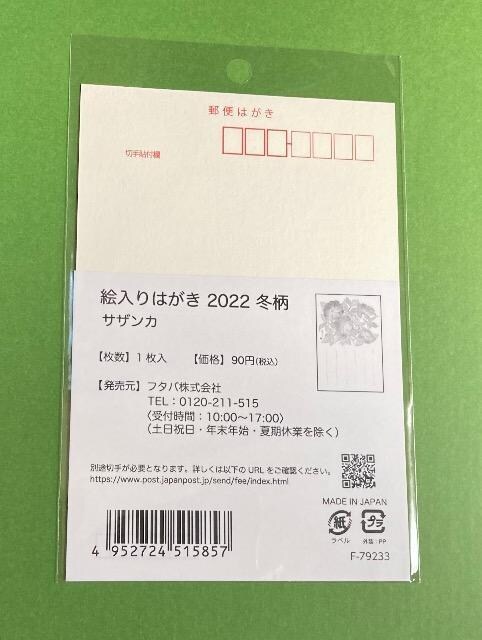 郵便はがき
切手貼付欄
絵入りはがき 2022 冬柄
サザンカ
【枚数】1枚入 【価格】90円(税込)
【発売元】フタバ株式会社
TEL:0120-211-515
〈受付時間:10:00〜17:00〉
(土日祝日・年末年始・夏期休業を除く)
別途切手が必要となります。詳しくは以下のURLをご確認ください。
https://www.post.japanpost.jp/send/fee/index.html
MADE IN JAPAN
紙 プラ
ラベル 外装:PP
4 952724 515857
F-79233